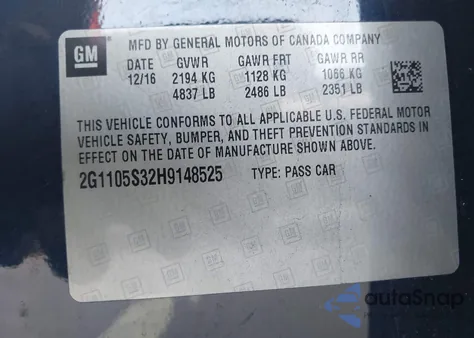 GM
MFD BY GENERAL MOTORS OF CANADA COMPANY
DATE GVWR GAWR FRT GAWR RR
12/16 2194 KG 1128 KG 1066 KG
4837 LB 2486 LB 2351 LB
THIS VEHICLE CONFORMS TO ALL APPLICABLE U.S. FEDERAL MOTOR
VEHICLE SAFETY, BUMPER, AND THEFT PREVENTION STANDARDS IN
EFFECT ON THE DATE OF MANUFACTURE SHOWN ABOVE.
2G1105S32H9148525 TYPE: PASS CAR
autoSnap